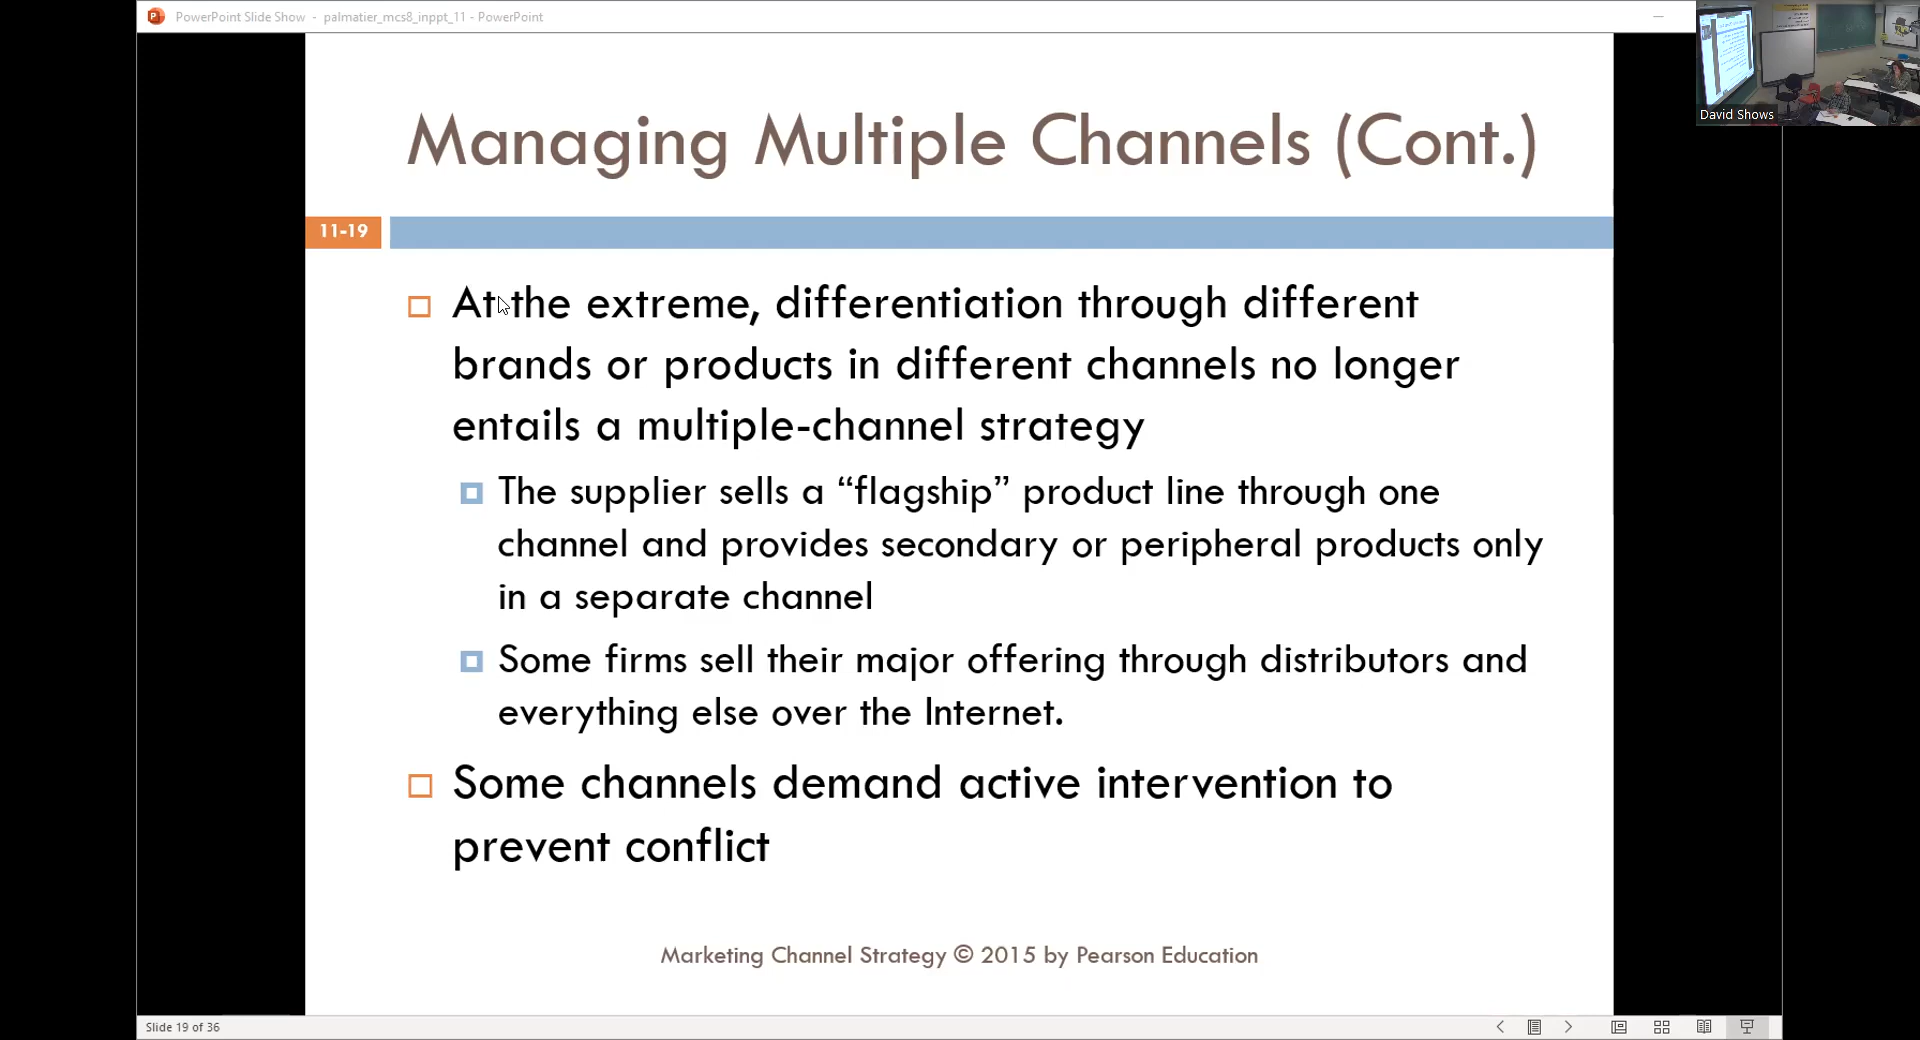 PowerPoint Slide Show - palmatier_mcs8_inppt_11 - PowerPoint
David Shows
Managing Multiple Channels (Cont.)
11-19
At the extreme, differentiation through different
brands or products in different channels no longer
entails a multiple-channel strategy
The supplier sells a “flagship” product line through one
channel and provides secondary or peripheral products only
in a separate channel
Some firms sell their major offering through distributors and
everything else over the Internet.
Some channels demand active intervention to
prevent conflict
Marketing Channel Strategy © 2015 by Pearson Education
Slide 19 of 36